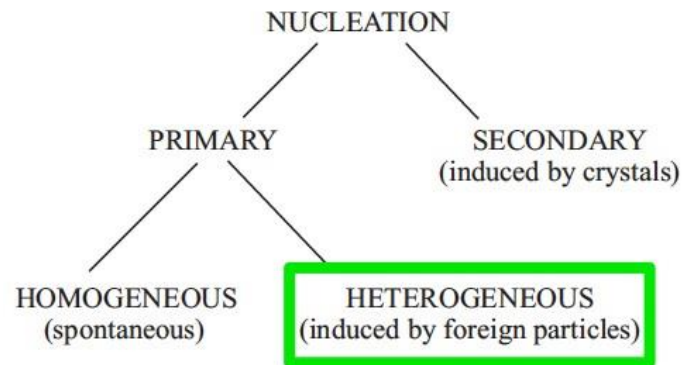 NUCLEATION
PRIMARY
SECONDARY
(induced by crystals)
HOMOGENEOUS
(spontaneous)
HETEROGENEOUS
(induced by foreign particles)